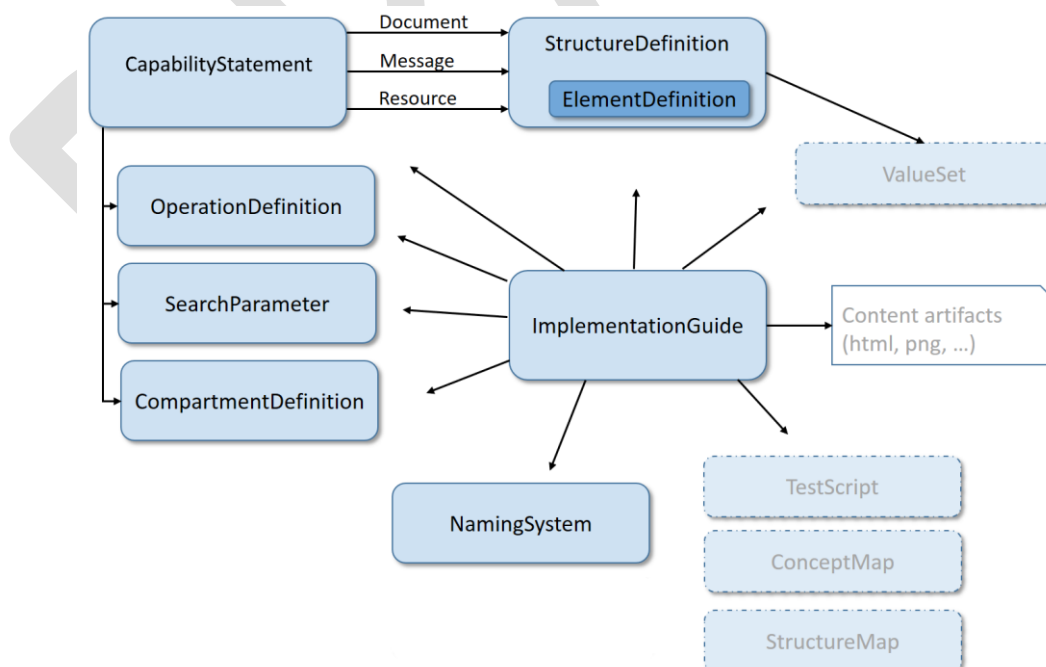 Document
StructureDefinition
CapabilityStatement
Message
Resource
ElementDefinition
ValueSet
OperationDefinition
SearchParameter
ImplementationGuide
Content artifacts
(html, png, ...)
CompartmentDefinition
TestScript
NamingSystem
ConceptMap
StructureMap